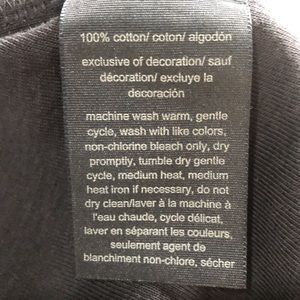 100% cotton/ coton/ algodón
exclusive of decoration/ sauf
décoration/ excluye la
decoración
machine wash warm, gentle
cycle, wash with like colors,
non-chlorine bleach only, dry
promptly, tumble dry gentle
cycle, medium heat, medium
heat iron if necessary, do not
dry clean/laver à la machine à
l'eau chaude, cycle délicat,
laver en séparant les couleurs,
seulement agent de
blanchiment non-chlore, sécher